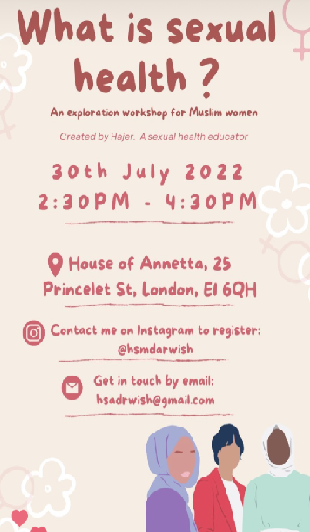 What is sexual
health ?
An exploration workshop for Muslim women
Created by Hajer. A sexual health educator
30th July 2022
2:30PM - 4:30PM
House of Annetta, 25
Princelet St, London, E1 6QH
Contact me on Instagram to register:
@hsmdarwish
Get in touch by email:
hsadrwish@gmail.com